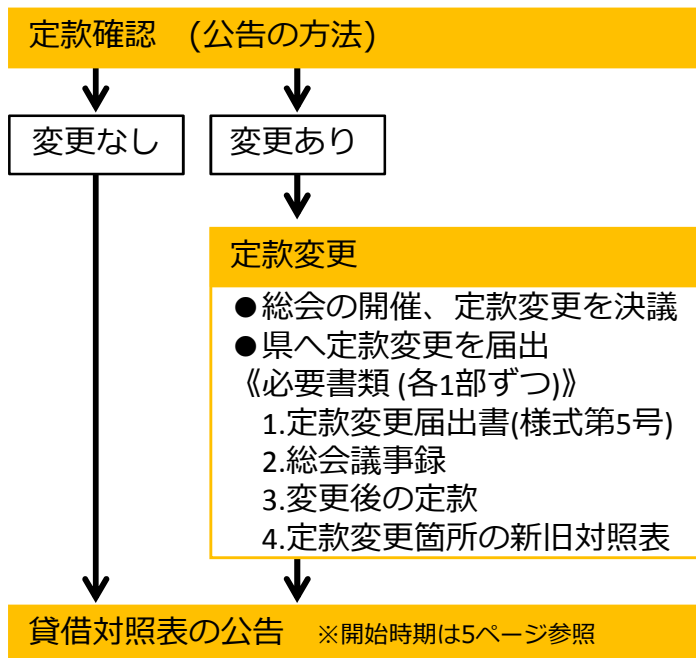 定款確認　(公告の方法)
変更なし
変更あり
定款変更
●総会の開催、定款変更を決議
●県へ定款変更を届出
《必要書類 (各1部ずつ)》
1.定款変更届出書(様式第5号)
2.総会議事録
3.変更後の定款
4.定款変更箇所の新旧対照表
貸借対照表の公告　※開始時期は5ページ参照